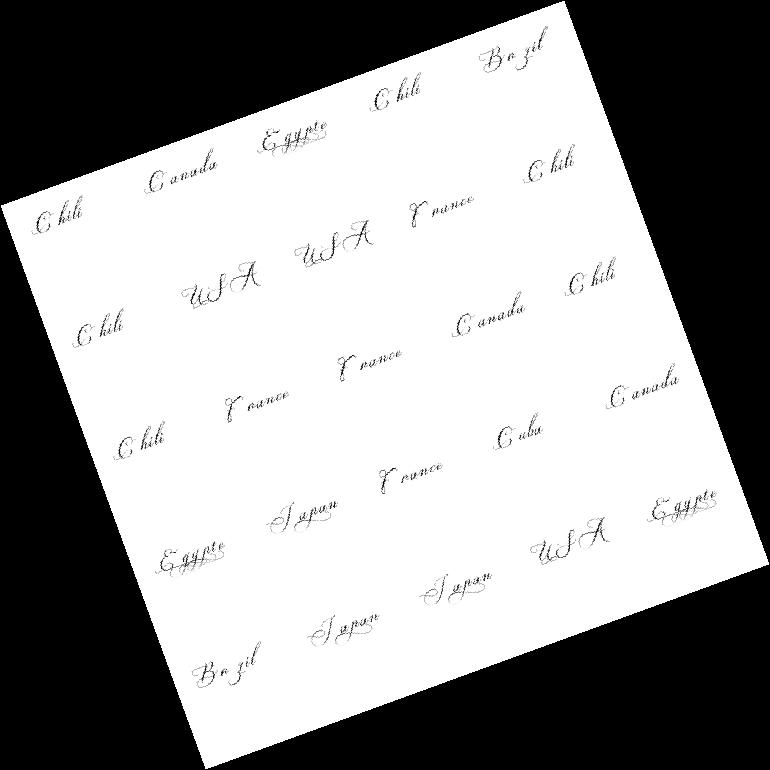 Chili Canada Egypte Chili Brazil
Chili USA USA France Chili
Chili France France Canada Chili
Egypte Japan France Cuba Canada
Brazil Japan Japan USA Egypte